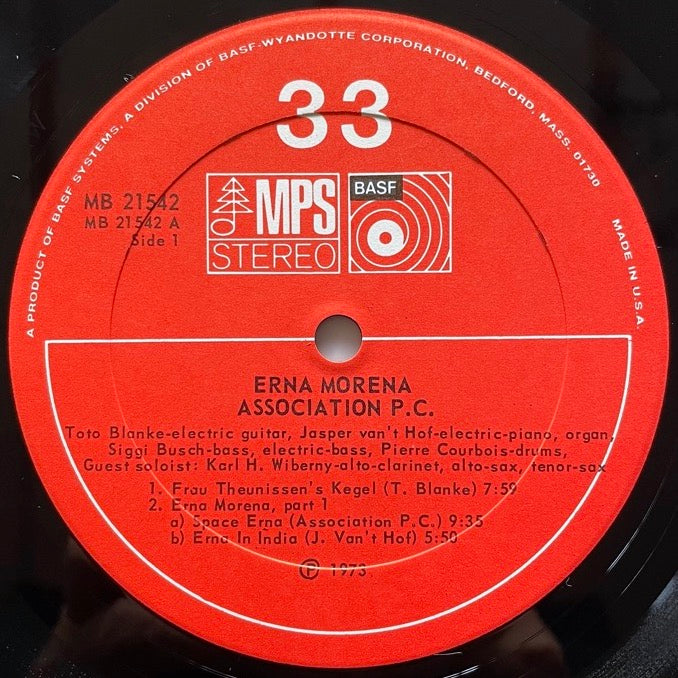 A PRODUCT OF BASF SYSTEMS, A DIVISION OF BASF-WYANDOTTE CORPORATION, BEDFORD, MASS. 01730
33
MB 21542
MB 21542 A
Side 1
MPS
STEREO
BASF
MADE IN U.S.A.
ERNA MORENA
ASSOCIATION P.C.
Toto Blanke-electric guitar, Jasper van't Hof-electric-piano, organ,
Siggi Busch-bass, electric-bass, Pierre Courbois-drums,
Guest soloist: Karl H. Wiberny-alto-clarinet, alto-sax, tenor-sax
1. Frau Theunissen's Kegel (T. Blanke) 7:59
2. Erna Morena, part 1
a) Space Erna (Association P.C.) 9:35
b) Erna In India (J. Van't Hof) 5:50
℗ 1973